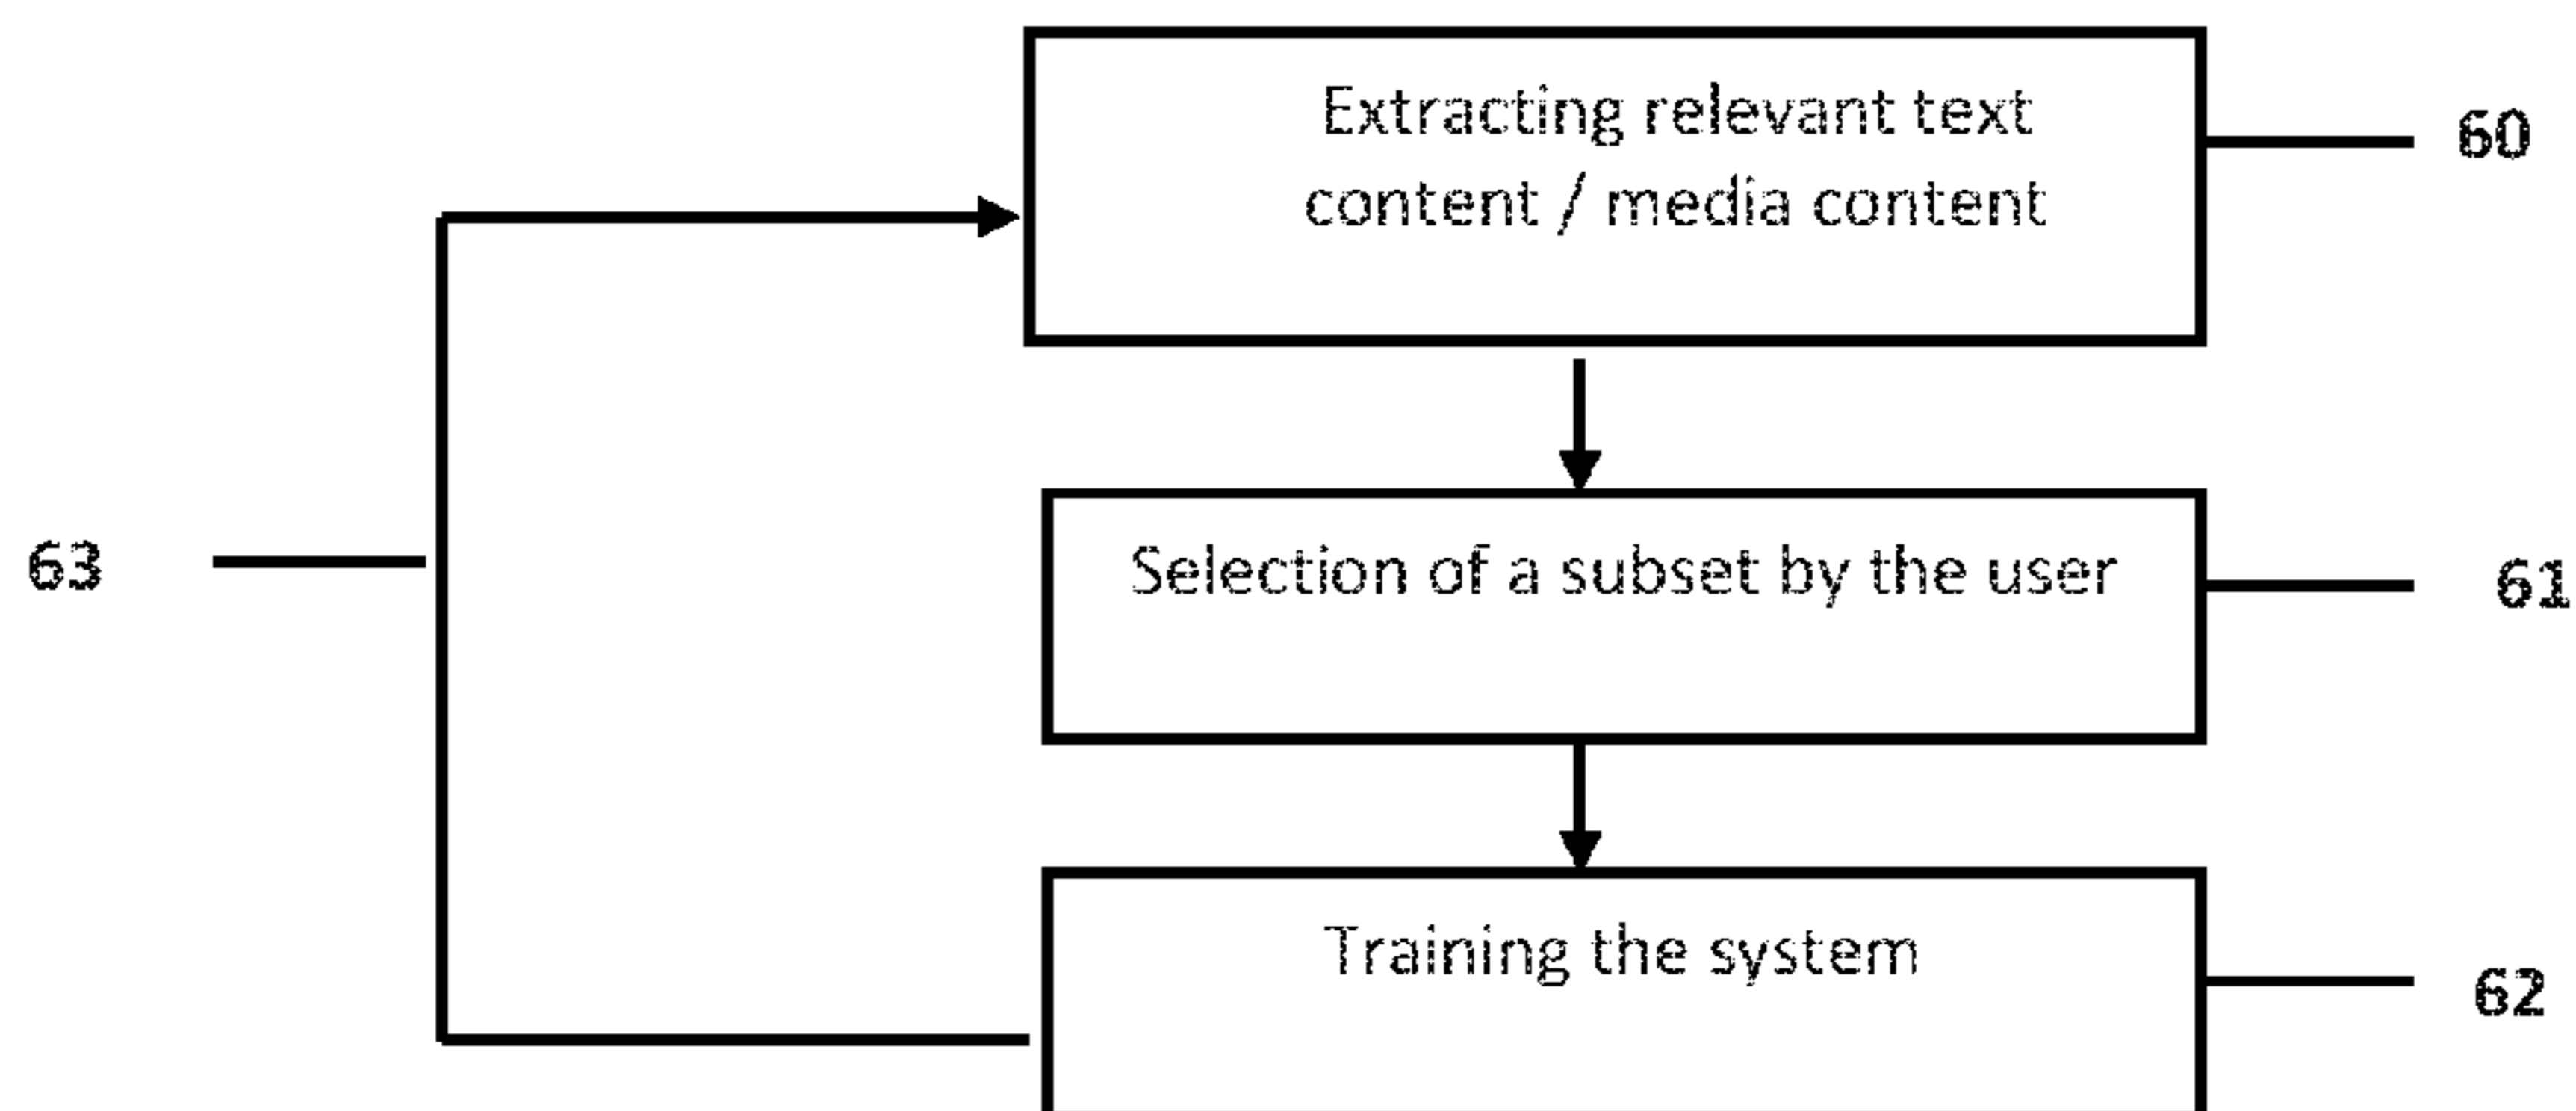 Extracting relevant text
content / media content
60
63
Selection of a subset by the user
61
Training the system
62